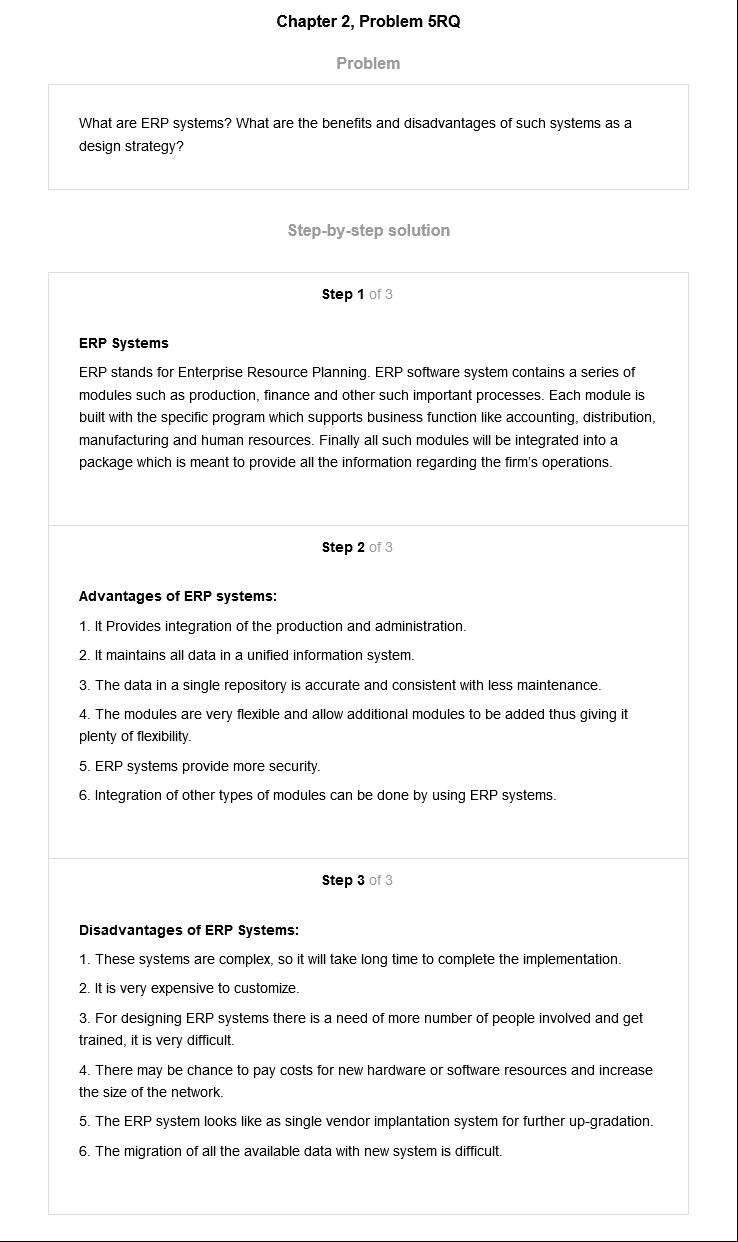 Chapter 2, Problem 5RQ
Problem
What are ERP systems? What are the benefits and disadvantages of such systems as a
design strategy?
Step-by-step solution
Step 1 of 3
ERP Systems
ERP stands for Enterprise Resource Planning. ERP software system contains a series of
modules such as production, finance and other such important processes. Each module is
built with the specific program which supports business function like accounting, distribution,
manufacturing and human resources. Finally all such modules will be integrated into a
package which is meant to provide all the information regarding the firm's operations.
Step 2 of 3
Advantages of ERP systems:
1. It Provides integration of the production and administration.
2. It maintains all data in a unified information system.
3. The data in a single repository is accurate and consistent with less maintenance.
4. The modules are very flexible and allow additional modules to be added thus giving it
plenty of flexibility.
5. ERP systems provide more security.
6. Integration of other types of modules can be done by using ERP systems.
Step 3 of 3
Disadvantages of ERP Systems:
1. These systems are complex, so it will take long time to complete the implementation.
2. It is very expensive to customize.
3. For designing ERP systems there is a need of more number of people involved and get
trained, it is very difficult.
4. There may be chance to pay costs for new hardware or software resources and increase
the size of the network.
5. The ERP system looks like as single vendor implantation system for further up-gradation.
6. The migration of all the available data with new system is difficult.